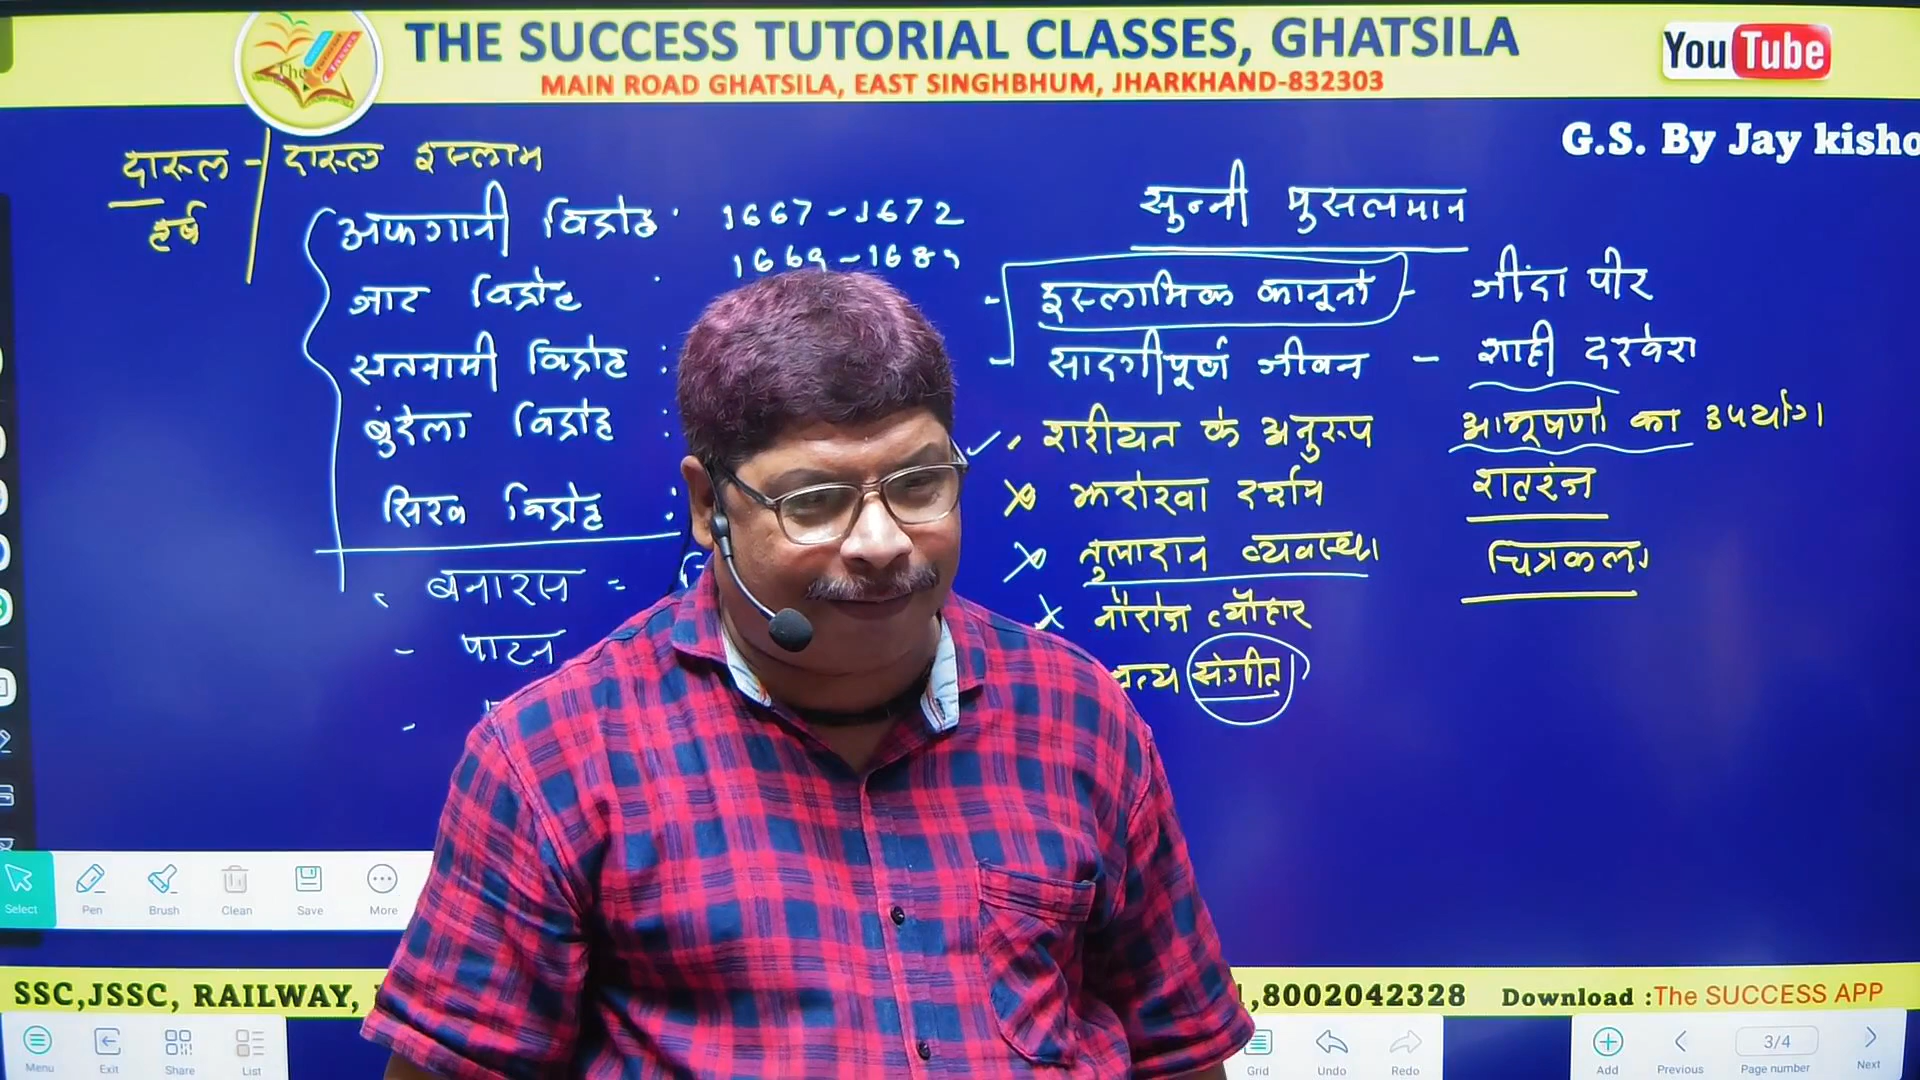 THE SUCCESS TUTORIAL CLASSES, GHATSILA
MAIN ROAD GHATSILA, EAST SINGHBHUM, JHARKHAND-832303
The
YouTube
G.S. By Jay kisho
दारूल - दारूल इस्लाम
हर्ब
अफगानी विद्रोह 1667-1672
1669-168
जाट विद्रोह
सतनामी विद्रोह :
बुंदेला विद्रोह :
सिख विद्रोह :
बनारस =
- पाटन
-
सुन्नी मुसलमान
- इस्लामिक कानूनो - जींदा पीर
- सादगीपूर्ण जीवन - शाही दरवेश
शरीयत के अनुरूप
झरोखा दर्शन
तुलादान व्यवस्था
नौरोज त्यौहार
संगीत
आभूषणो का उपयोग
शतरंज
चित्रकला
Select Pen Brush Clean Save More
SSC,JSSC, RAILWAY,
,8002042328 Download :The SUCCESS APP
Menu Exit Share List
Grid Undo Redo
Add Previous 3/4 Page number Next